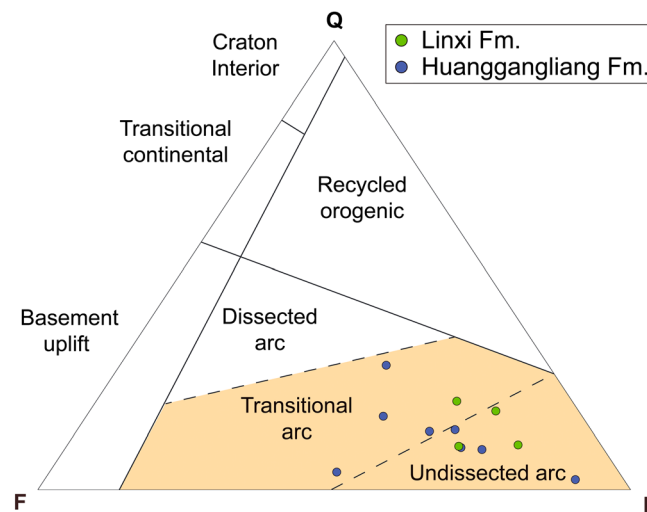 Q
Craton
Interior
Linxi Fm.
Huanggangliang Fm.
Transitional
continental
Recycled
orogenic
Basement
uplift
Dissected
arc
Transitional
arc
Undissected arc
F